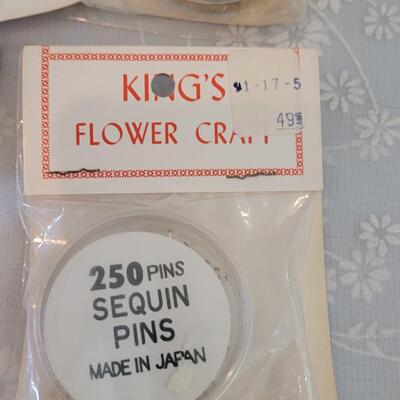 KING'S
FLOWER CRAFT
1-17-5
49
250 PINS
SEQUIN
PINS
MADE IN JAPAN